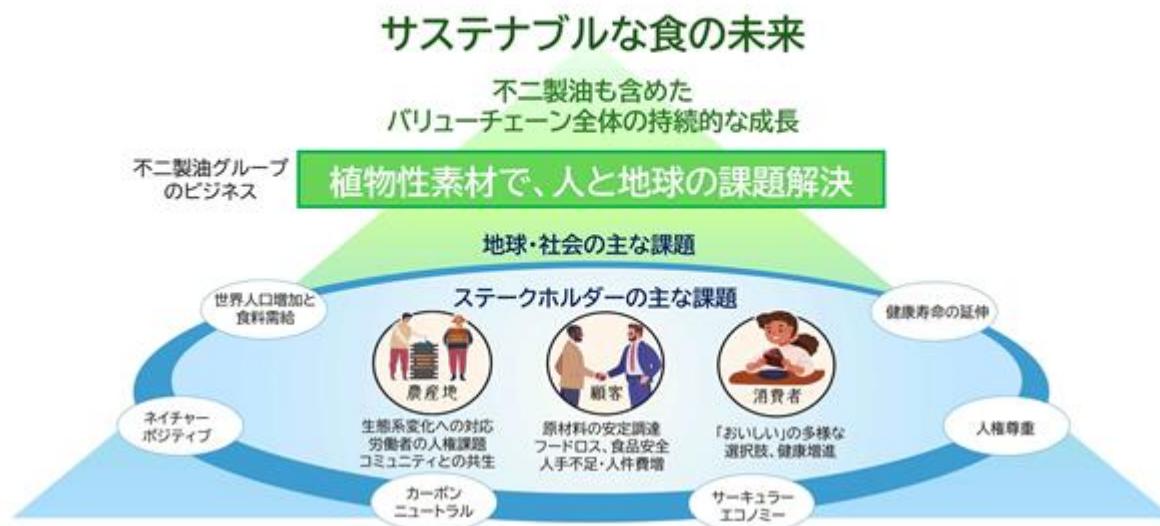 サステナブルな食の未来
不二製油も含めた
バリューチェーン全体の持続的な成長
不二製油グループ
のビジネス
植物性素材で、人と地球の課題解決
地球・社会の主な課題
ステークホルダーの主な課題
世界人口増加と
食料需給
健康寿命の延伸
農産地
顧客
消費者
生態系変化への対応
労働者の人権課題
コミュニティとの共生
原材料の安定調達
フードロス、食品安全
人手不足・人件費増
「おいしい」の多様な
選択肢、健康増進
ネイチャー
ポジティブ
人権尊重
カーボン
ニュートラル
サーキュラー
エコノミー